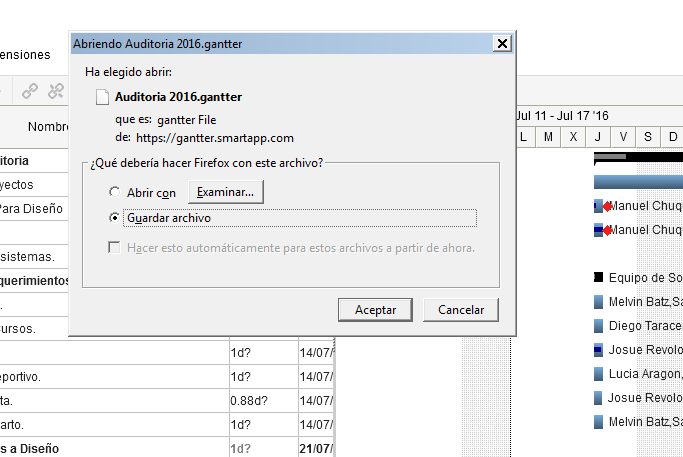 Abriendo Auditoria 2016.gantter
ensiones
Ha elegido abrir:
Auditoria 2016.gantter
que es: gantter File
de: https://gantter.smartapp.com
¿Qué debería hacer Firefox con este archivo?
Abrir con Examinar...
Guardar archivo
Hacer esto automáticamente para estos archivos a partir de ahora.
Aceptar Cancelar
Jul 11 - Jul 17 '16
Nombre
L M X J V S D
itoria
yectos
Para Diseño Manuel Chuq
Manuel Chuq
sistemas.
querimientos Equipo de So
. Melvin Batz,Sa
Cursos. Diego Tarace
1d? 14/07/ Josue Revolo
eportivo. 1d? 14/07/ Lucia Aragon,
ta. 0.88d? 14/07/ Josue Revolo
arto. 1d? 14/07/ Melvin Batz,Sa
s a Diseño 1d? 21/07/